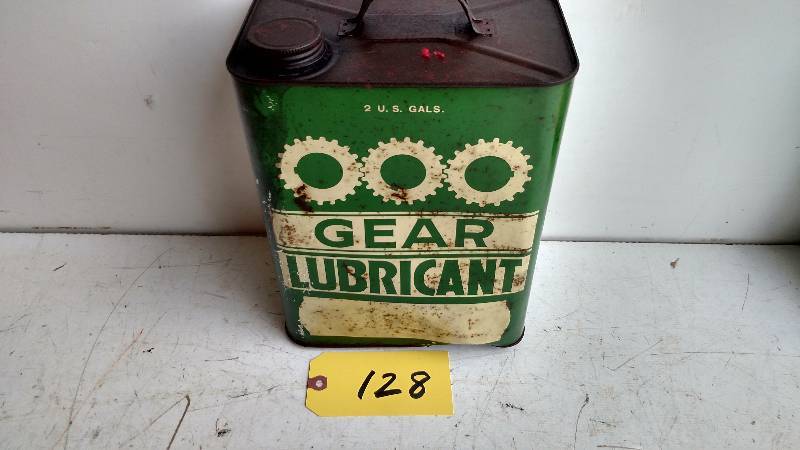 2 U.S. GALS.
GEAR
LUBRICANT
128